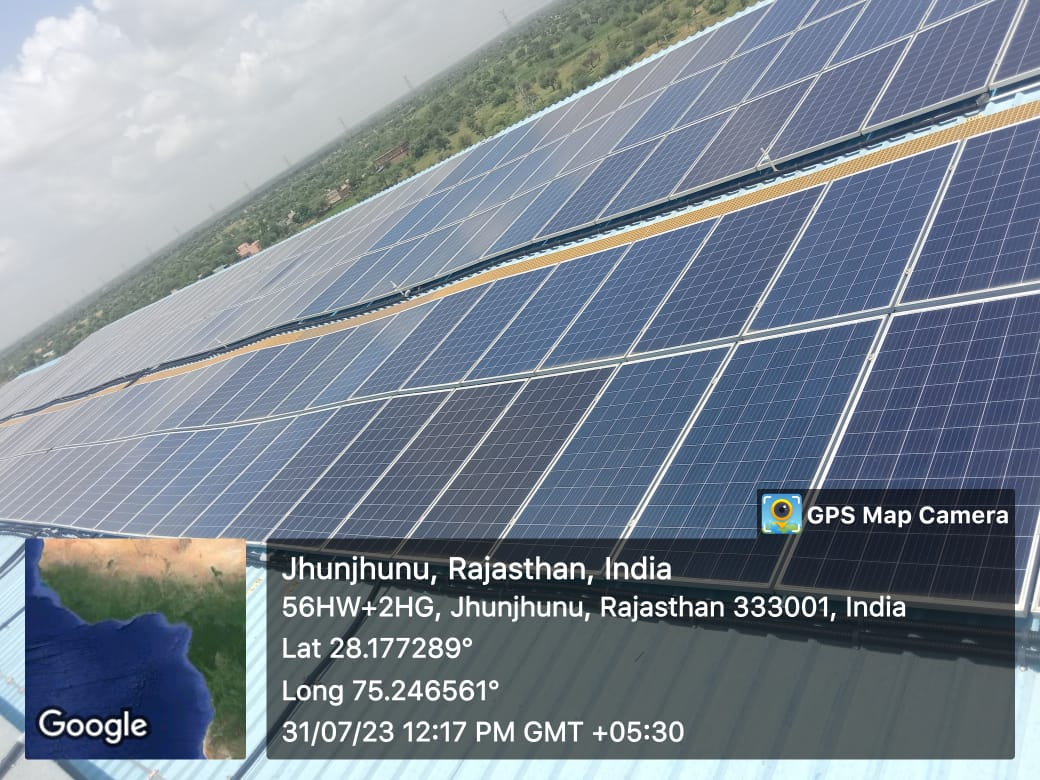 GPS Map Camera
Jhunjhunu, Rajasthan, India
56HW+2HG, Jhunjhunu, Rajasthan 333001, India
Lat 28.177289°
Long 75.246561°
31/07/23 12:17 PM GMT +05:30
Google